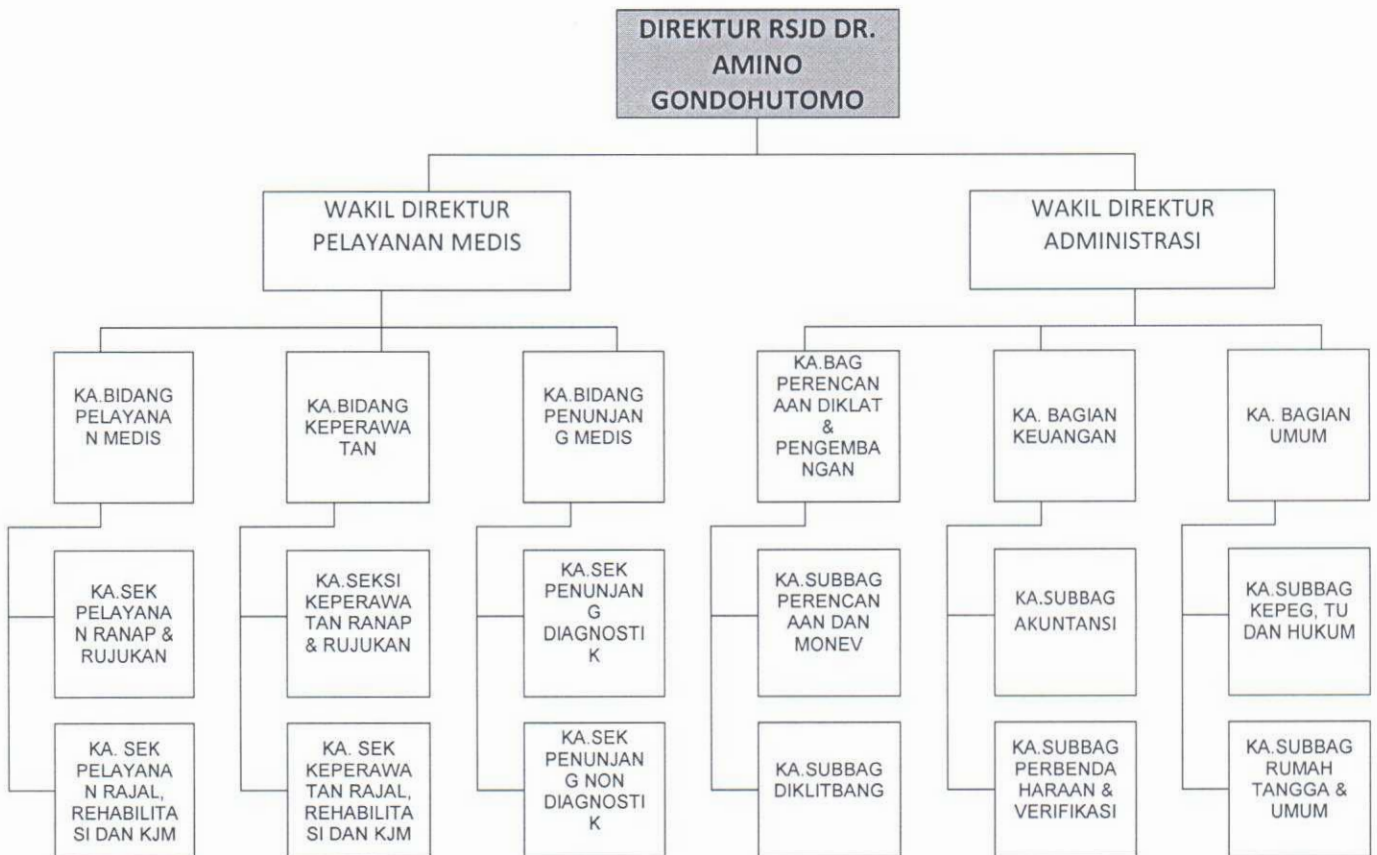 DIREKTUR RSJD DR.
AMINO
GONDOHUTOMO
WAKIL DIREKTUR
PELAYANAN MEDIS
WAKIL DIREKTUR
ADMINISTRASI
KA.BIDANG
PELAYANA
N MEDIS
KA.BIDANG
KEPERAWA
TAN
KA.BIDANG
PENUNJAN
G MEDIS
KA.BAG
PERENCAN
AAN DIKLAT
&
PENGEMBA
NGAN
KA. BAGIAN
KEUANGAN
KA. BAGIAN
UMUM
KA.SEK
PELAYANA
N RANAP &
RUJUKAN
KA.SEKSI
KEPERAWA
TAN RANAP
& RUJUKAN
KA.SEK
PENUNJAN
G
DIAGNOSTI
K
KA.SUBBAG
PERENCAN
AAN DAN
MONEV
KA.SUBBAG
AKUNTANSI
KA.SUBBAG
KEPEG, TU
DAN HUKUM
KA. SEK
PELAYANA
N RAJAL,
REHABILITA
SI DAN KJM
KA. SEK
KEPERAWA
TAN RAJAL,
REHABILITA
SI DAN KJM
KA.SEK
PENUNJAN
G NON
DIAGNOSTI
K
KA.SUBBAG
DIKLITBANG
KA.SUBBAG
PERBENDA
HARAAN &
VERIFIKASI
KA.SUBBAG
RUMAH
TANGGA &
UMUM